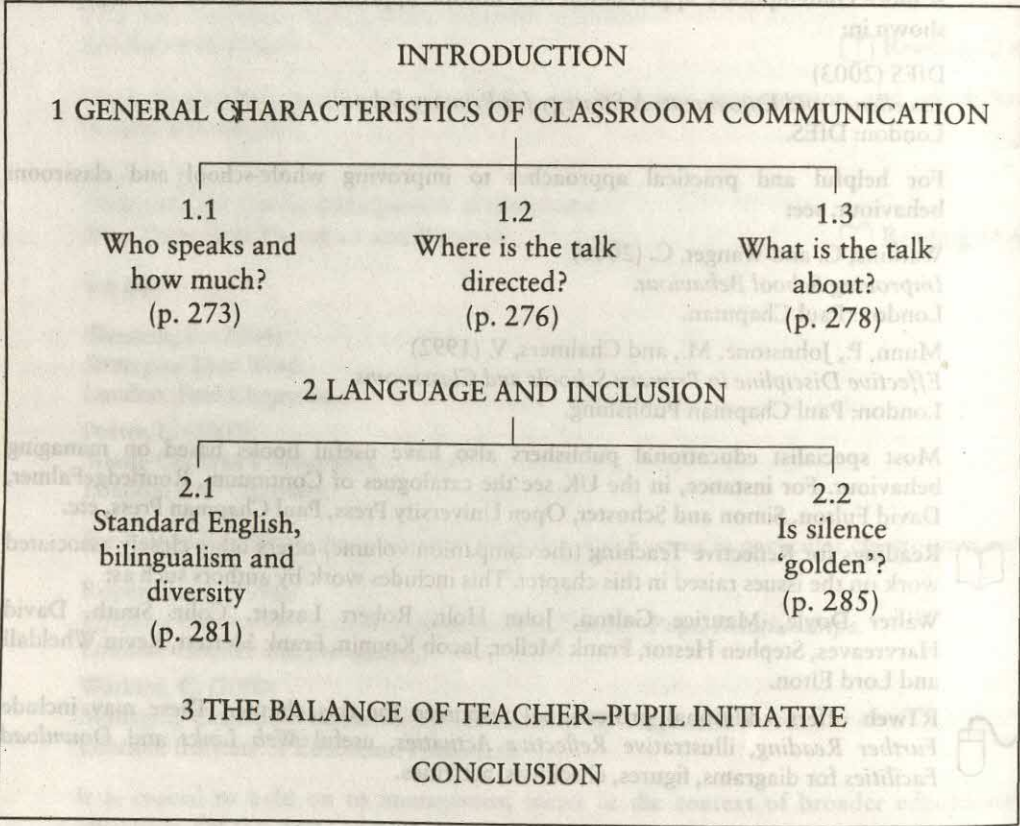 INTRODUCTION
1 GENERAL CHARACTERISTICS OF CLASSROOM COMMUNICATION
1.1
Who speaks and
how much?
(p. 273)
1.2
Where is the talk
directed?
(p. 276)
1.3
What is the talk
about?
(p. 278)
2 LANGUAGE AND INCLUSION
2.1
Standard English,
bilingualism and
diversity
(p. 281)
2.2
Is silence
‘golden’?
(p. 285)
3 THE BALANCE OF TEACHER–PUPIL INITIATIVE
CONCLUSION